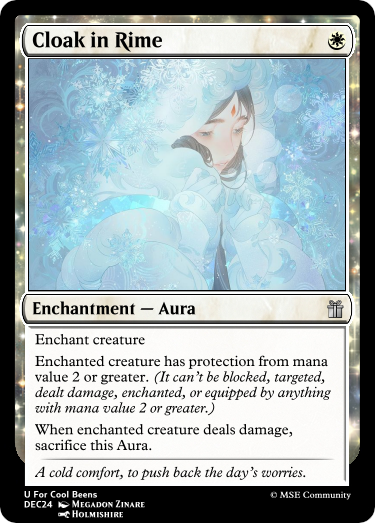 Cloak in Rime
Enchantment — Aura
Enchant creature
Enchanted creature has protection from mana
value 2 or greater. (It can't be blocked, targeted,
dealt damage, enchanted, or equipped by anything
with mana value 2 or greater.)
When enchanted creature deals damage,
sacrifice this Aura.
A cold comfort, to push back the day's worries.
U For Cool Beens
DEC24 Megadon Zinare © MSE Community
Holmishire